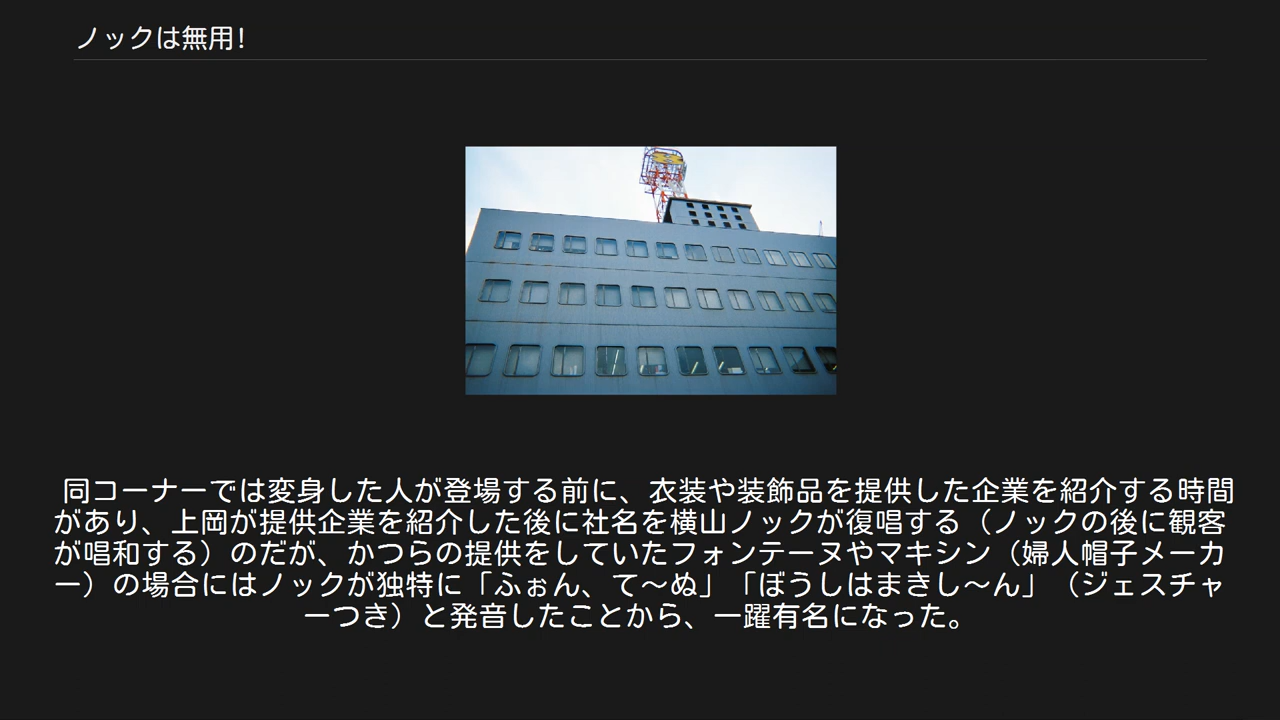 ノックは無用!
同コーナーでは変身した人が登場する前に、衣装や装飾品を提供した企業を紹介する時間
があり、上岡が提供企業を紹介した後に社名を横山ノックが復唱する（ノックの後に観客
が唱和する）のだが、かつらの提供をしていたフォンテーヌやマキシン（婦人帽子メーカ
ー）の場合にはノックが独特に「ふぉん、て〜ぬ」「ぼうしはまきし〜ん」（ジェスチャ
ーつき）と発音したことから、一躍有名になった。